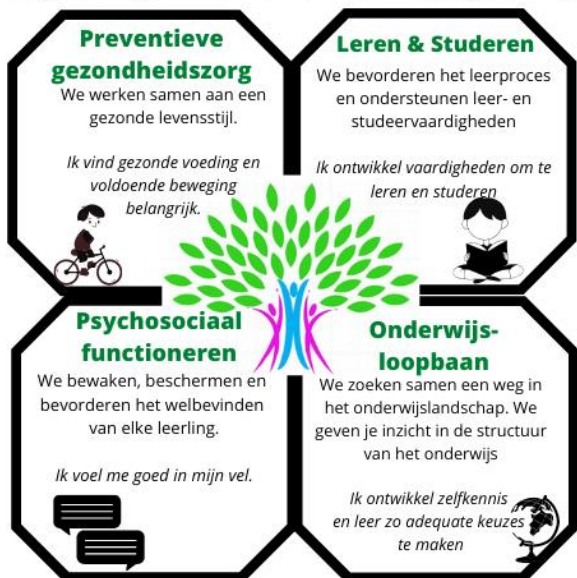 Preventieve
gezondheidszorg
We werken samen aan een
gezonde levensstijl.
Ik vind gezonde voeding en
voldoende beweging
belangrijk.
Leren & Studeren
We bevorderen het leerproces
en ondersteunen leer- en
studeervaardigheden
Ik ontwikkel vaardigheden om te
leren en studeren
Psychosociaal
functioneren
We bewaken, beschermen en
bevorderen het welbevinden
van elke leerling.
Ik voel me goed in mijn vel.
Onderwijs-
loopbaan
We zoeken samen een weg in
het onderwijslandschap. We
geven je inzicht in de structuur
van het onderwijs
Ik ontwikkel zelfkennis
en leer zo adequate keuzes
te maken